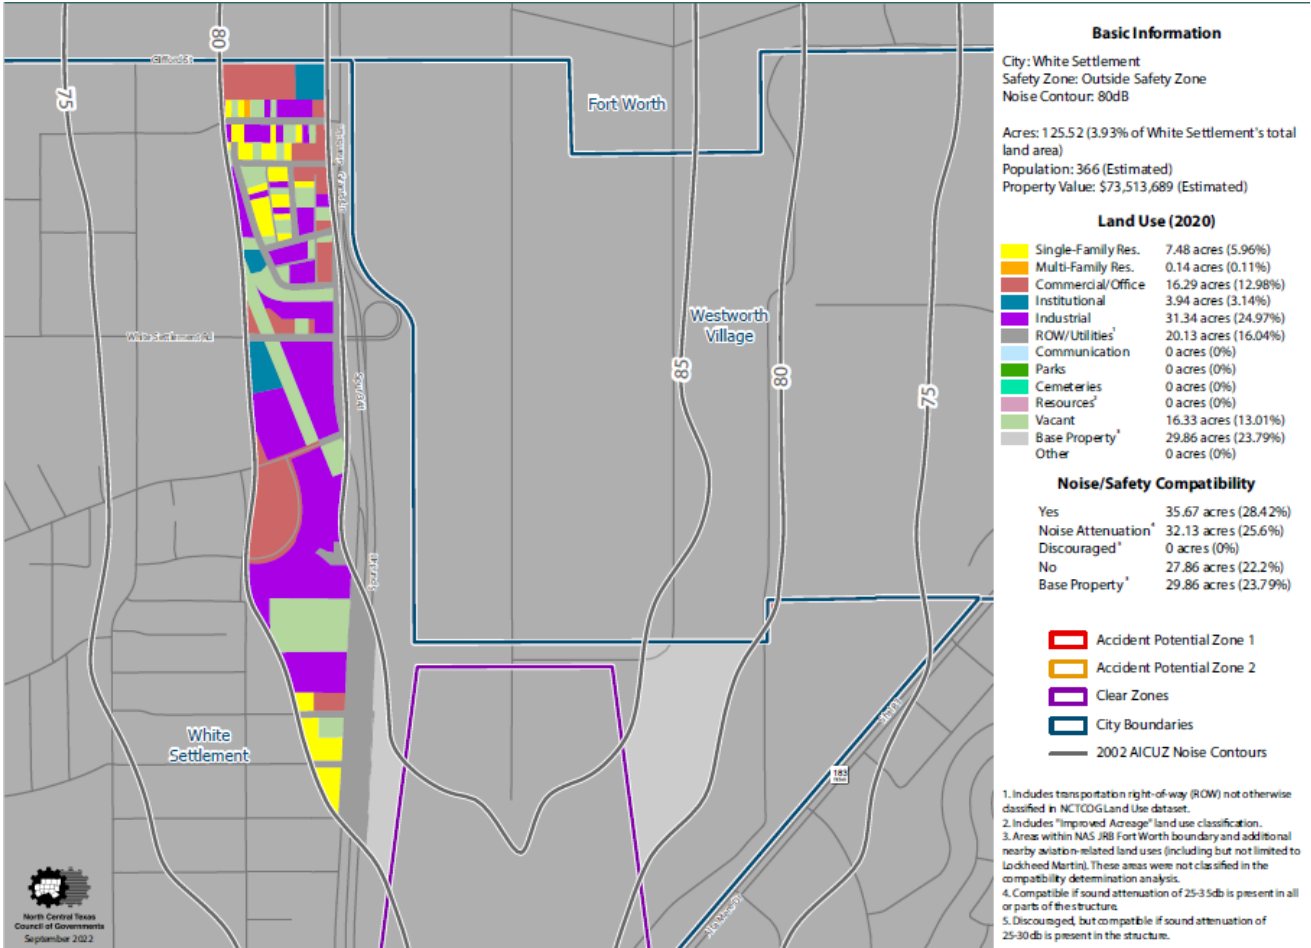 Basic Information
City: White Settlement
Safety Zone: Outside Safety Zone
Noise Contour: 80dB
Acres: 125.52 (3.93% of White Settlement's total
land area)
Population: 366 (Estimated)
Property Value: $73,513,689 (Estimated)
Land Use (2020)
Single-Family Res. 7.48 acres (5.96%)
Multi-Family Res. 0.14 acres (0.11%)
Commercial/Office 16.29 acres (12.98%)
Institutional 3.94 acres (3.14%)
Industrial 31.34 acres (24.97%)
ROW/Utilities¹ 20.13 acres (16.04%)
Communication 0 acres (0%)
Parks 0 acres (0%)
Cemeteries 0 acres (0%)
Resources² 0 acres (0%)
Vacant 16.33 acres (13.01%)
Base Property³ 29.86 acres (23.79%)
Other 0 acres (0%)
Noise/Safety Compatibility
Yes 35.67 acres (28.42%)
Noise Attenuation⁴ 32.13 acres (25.6%)
Discouraged⁵ 0 acres (0%)
No 27.86 acres (22.2%)
Base Property³ 29.86 acres (23.79%)
Accident Potential Zone 1
Accident Potential Zone 2
Clear Zones
City Boundaries
2002 AICUZ Noise Contours
1. Includes transportation right-of-way (ROW) not otherwise
classified in NCTCOG Land Use dataset.
2. Includes "Improved Acreage" land use classification.
3. Areas within NAS JRB Fort Worth boundary and additional
nearby aviation-related land uses (including but not limited to
Lockheed Martin). These areas were not classified in the
compatibility determination analysis.
4. Compatible if sound attenuation of 25-35db is present in all
or parts of the structure.
5. Discouraged, but compatible if sound attenuation of
25-30db is present in the structure.
80
75
Clifford St
Fort Worth
White Settlement Rd
Westworth
Village
85
80
75
Spur 341
Spur 341
White
Settlement
183
North Central Texas
Council of Governments
September 2022